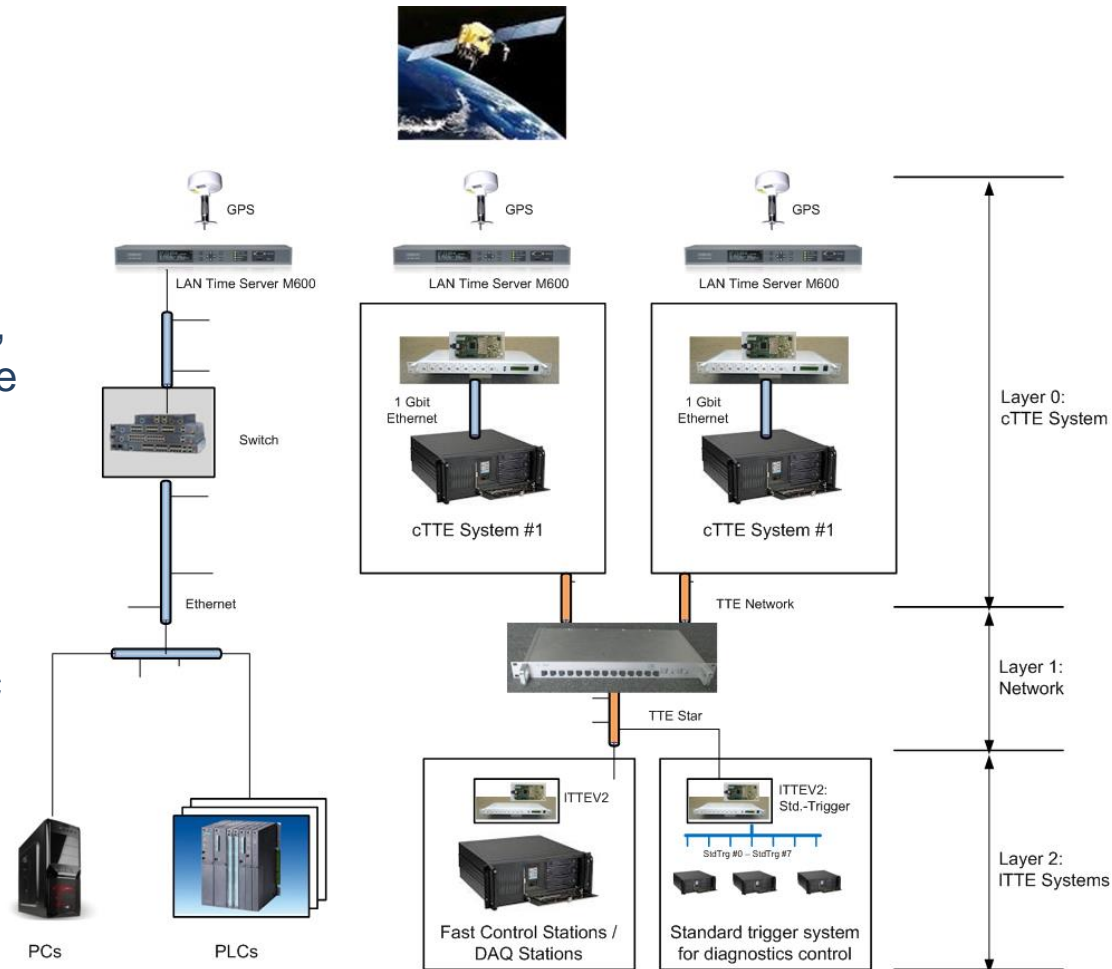 GPS
GPS
GPS
LAN Time Server M600
LAN Time Server M600
LAN Time Server M600
,
e
:
1 Gbit
Ethernet
1 Gbit
Ethernet
Layer 0:
cTTE System
Switch
cTTE System #1
cTTE System #1
Ethernet
TTE Network
Layer 1:
Network
TTE Star
ITTEV2
ITTEV2:
Std.-Trigger
StdTrg #0 – StdTrg #7
Layer 2:
lTTE Systems
Fast Control Stations /
DAQ Stations
Standard trigger system
for diagnostics control
PCs
PLCs